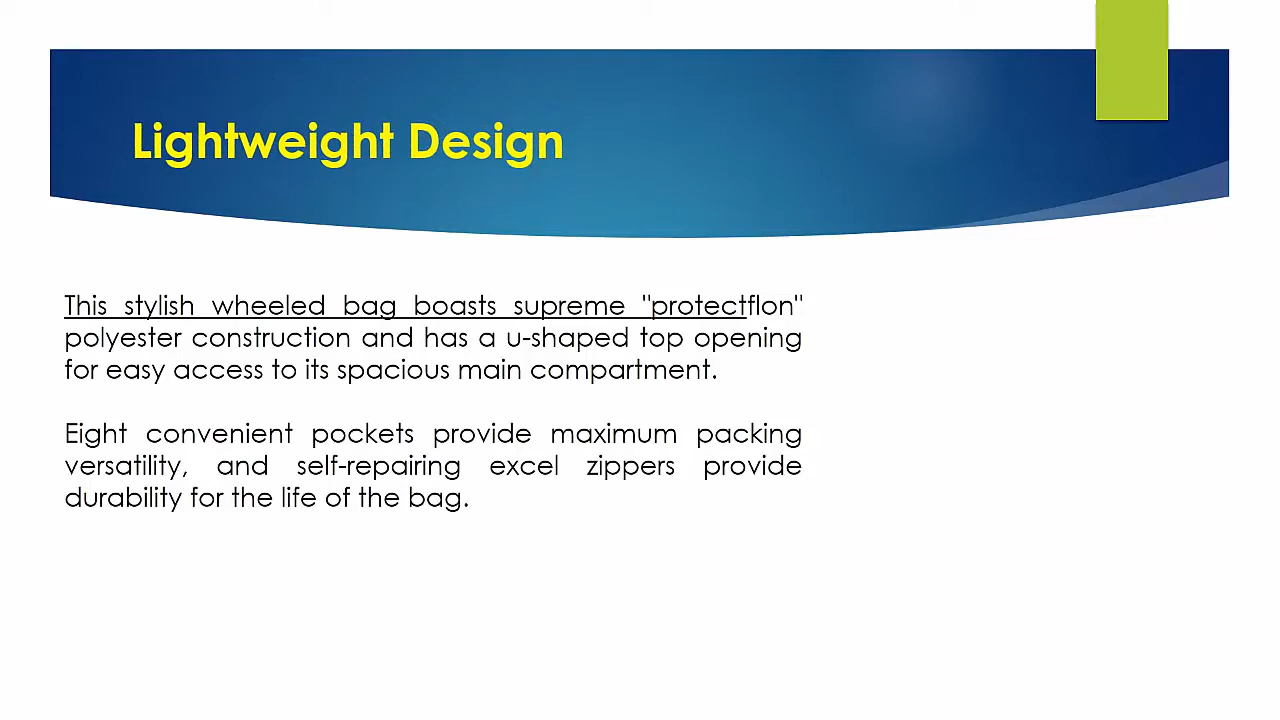 Lightweight Design
This stylish wheeled bag boasts supreme "protectflon"
polyester construction and has a u-shaped top opening
for easy access to its spacious main compartment.
Eight convenient pockets provide maximum packing
versatility, and self-repairing excel zippers provide
durability for the life of the bag.